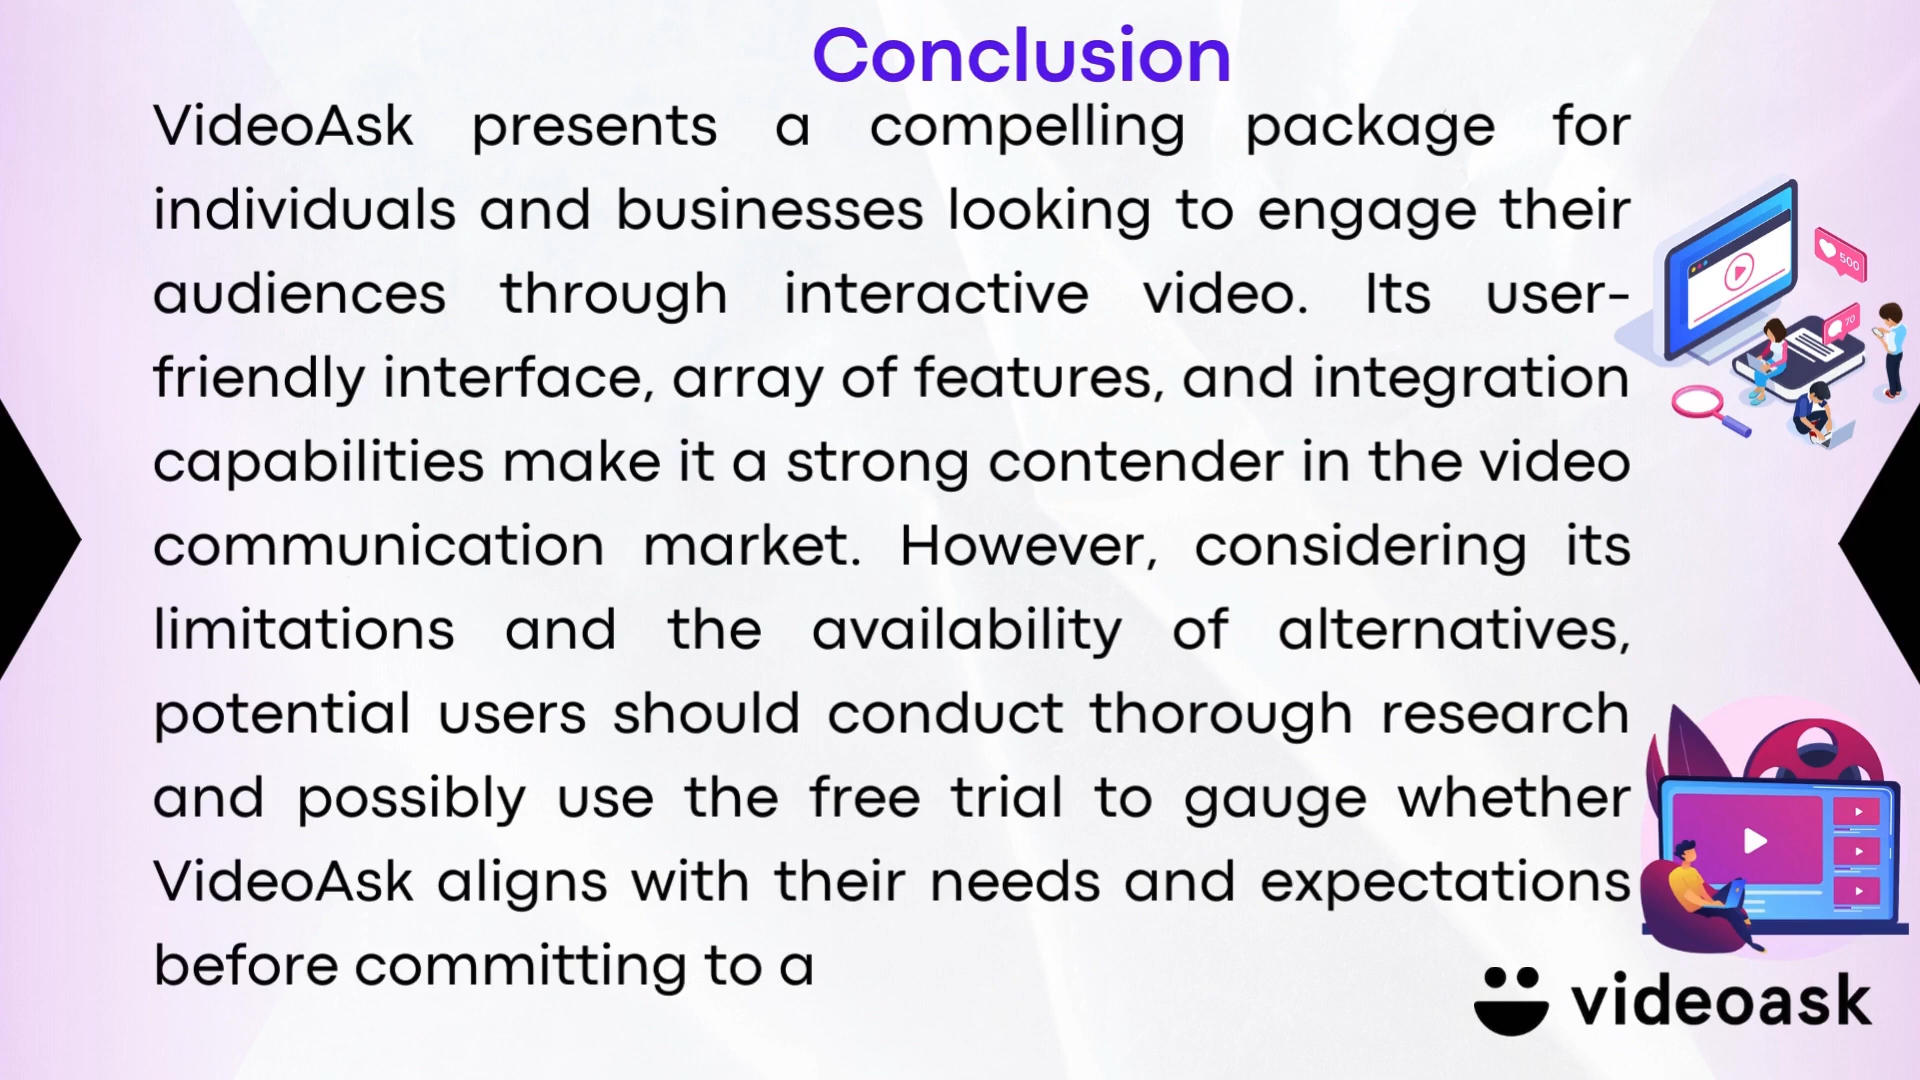 Conclusion
VideoAsk presents a compelling package for
individuals and businesses looking to engage their
audiences through interactive video. Its user-
friendly interface, array of features, and integration
capabilities make it a strong contender in the video
communication market. However, considering its
limitations and the availability of alternatives,
potential users should conduct thorough research
and possibly use the free trial to gauge whether
VideoAsk aligns with their needs and expectations
before committing to a
500
70
videoask